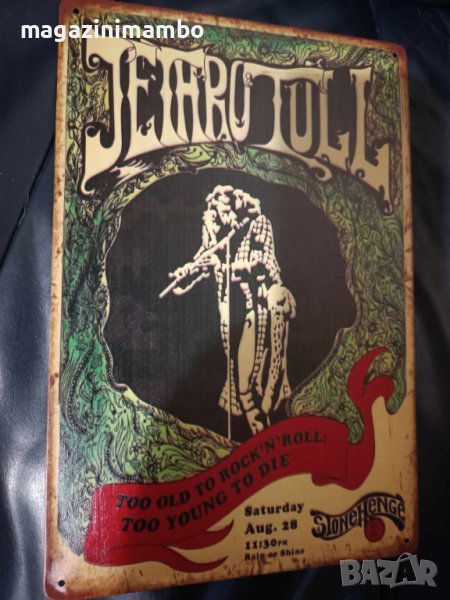 magazinimambo
JETHRO TULL
TOO OLD TO ROCK'N'ROLL:
TOO YOUNG TO DIE
Saturday
Aug. 28
11:30PM
Rain or Shine
STONEHENGE
BAZAR